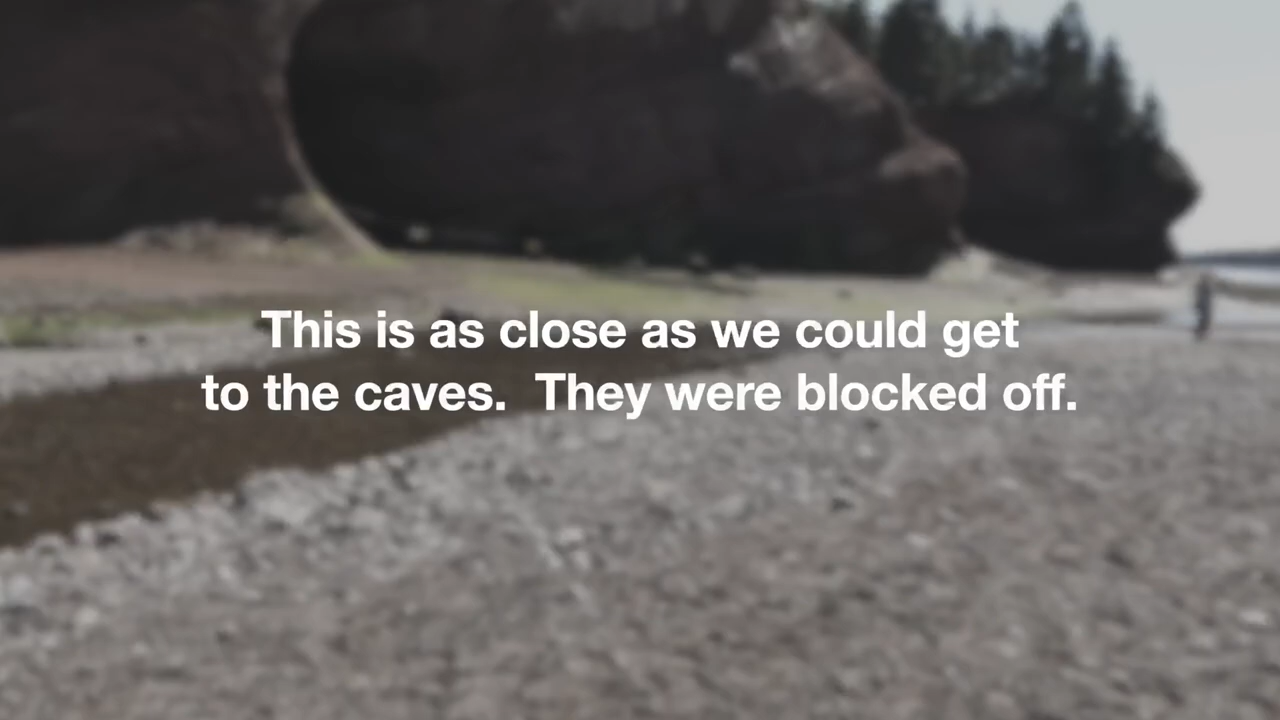 This is as close as we could get
to the caves.  They were blocked off.